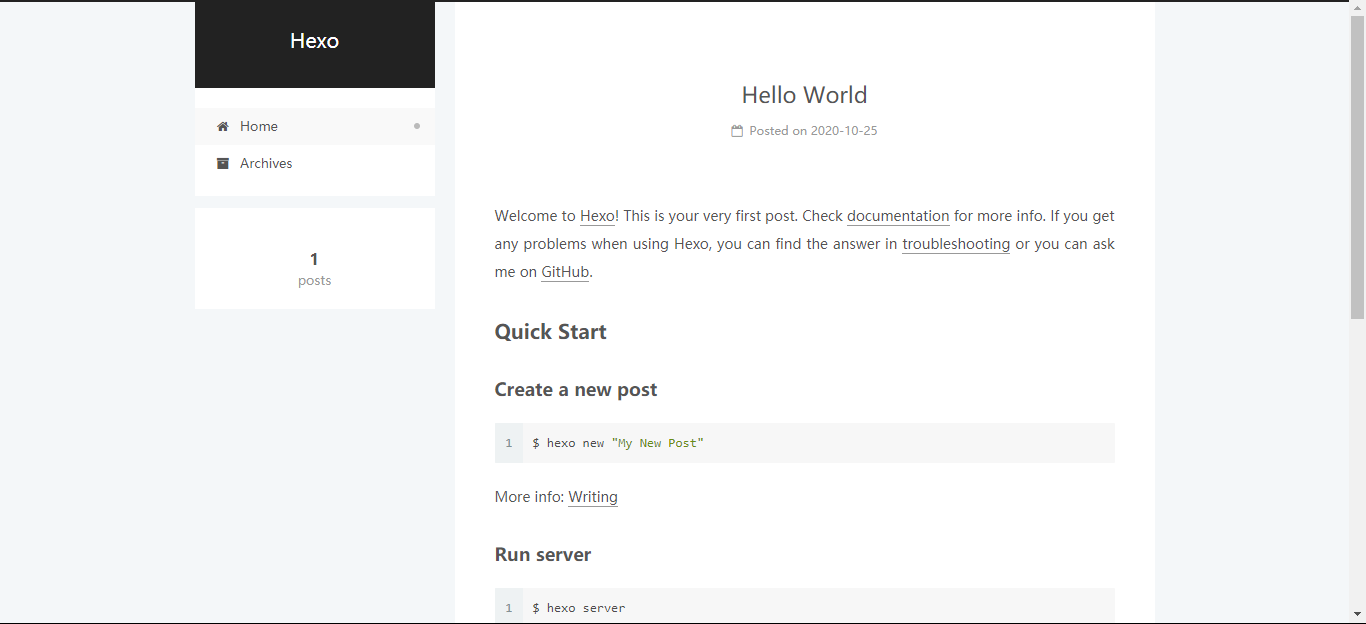 Hexo
Home
Archives
1
posts
Hello World
Posted on 2020-10-25
Welcome to Hexo! This is your very first post. Check documentation for more info. If you get
any problems when using Hexo, you can find the answer in troubleshooting or you can ask
me on GitHub.
Quick Start
Create a new post
1 $ hexo new "My New Post"
More info: Writing
Run server
1 $ hexo server